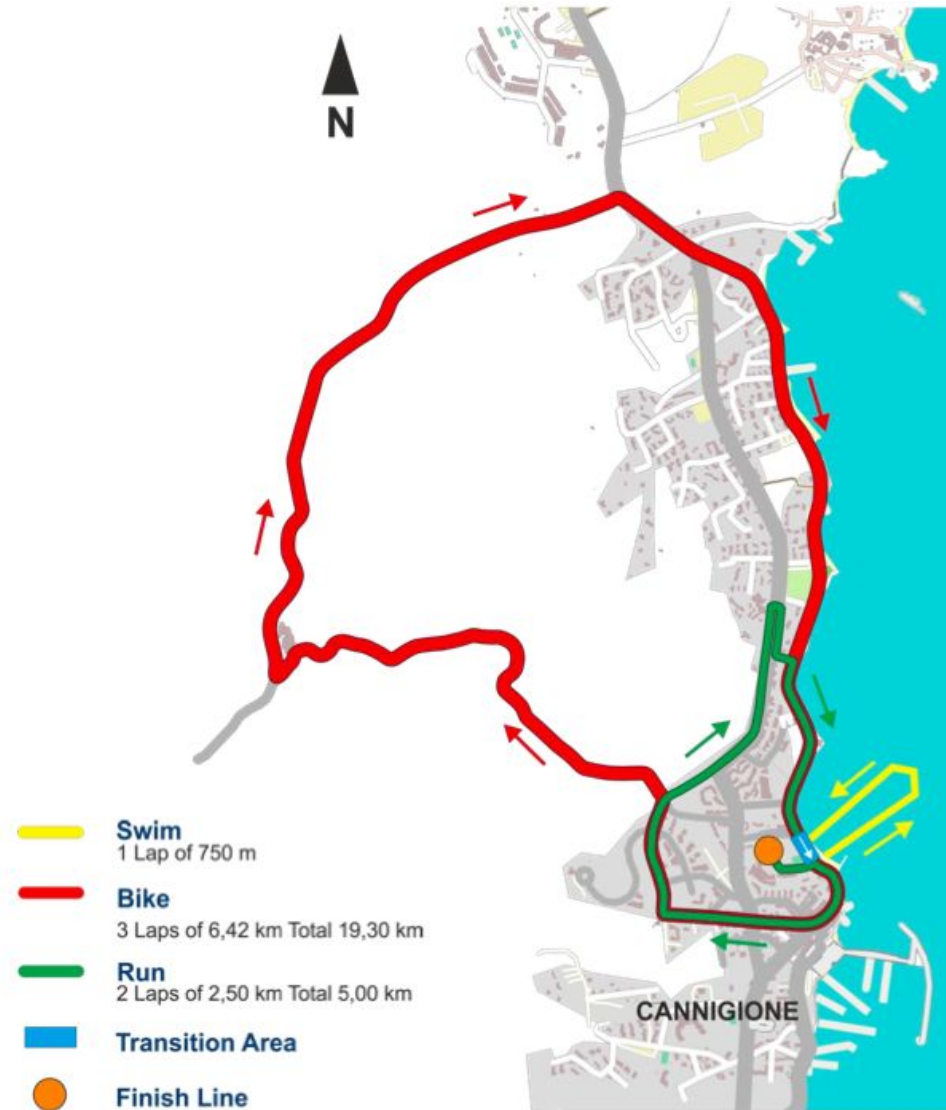 N
Swim
1 Lap of 750 m
Bike
3 Laps of 6,42 km Total 19,30 km
Run
2 Laps of 2,50 km Total 5,00 km
CANNIGIONE
Transition Area
Finish Line